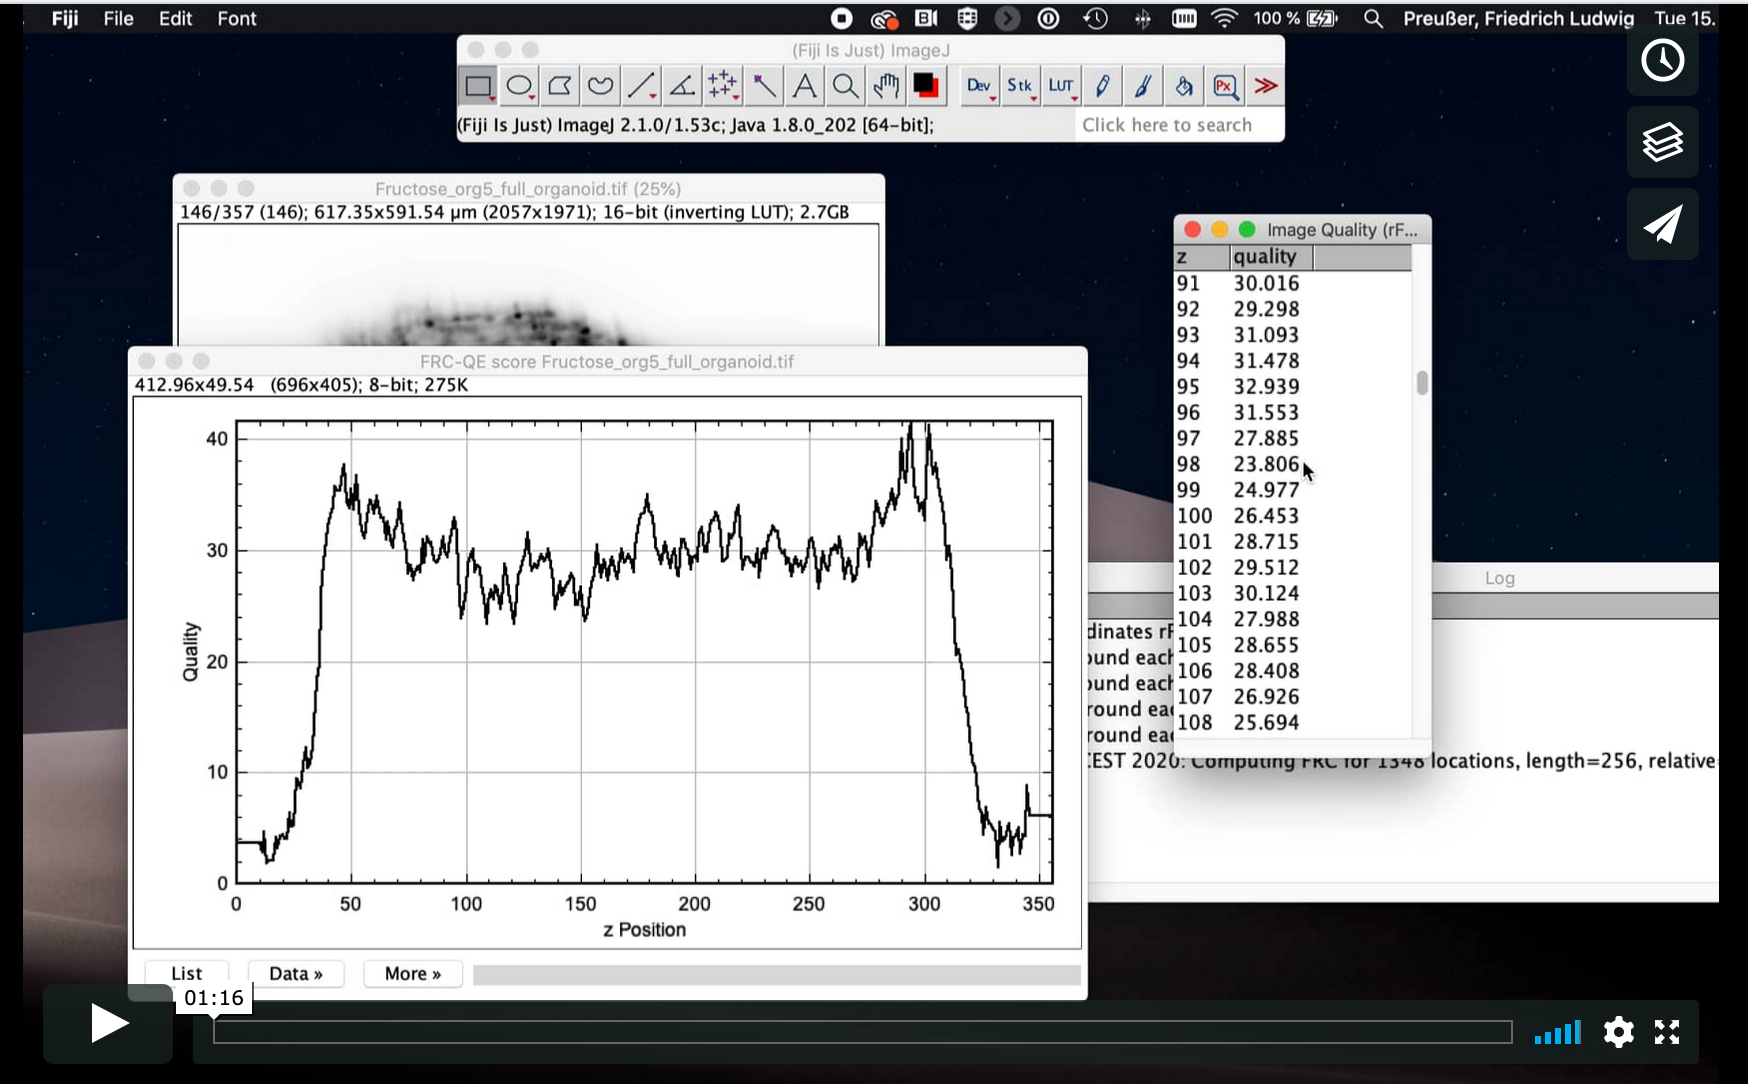 Fiji File Edit Font 100 % Preußer, Friedrich Ludwig Tue 15.
(Fiji Is Just) ImageJ
A Dev Stk LUT Px
(Fiji Is Just) ImageJ 2.1.0/1.53c; Java 1.8.0_202 [64-bit]; Click here to search
Fructose_org5_full_organoid.tif (25%)
146/357 (146); 617.35x591.54 µm (2057x1971); 16-bit (inverting LUT); 2.7GB
FRC-QE score Fructose_org5_full_organoid.tif
412.96x49.54 (696x405); 8-bit; 275K
40
30
20
10
0
Quality
0 50 100 150 200 250 300 350
z Position
List Data » More »
Image Quality (rF...
z quality
91 30.016
92 29.298
93 31.093
94 31.478
95 32.939
96 31.553
97 27.885
98 23.806
99 24.977
100 26.453
101 28.715
102 29.512
103 30.124
104 27.988
105 28.655
106 28.408
107 26.926
108 25.694
Log
dinates rF
ound each
ound each
round ea
round ea
EST 2020: Computing FRC for 1348 locations, length=256, relative
01:16